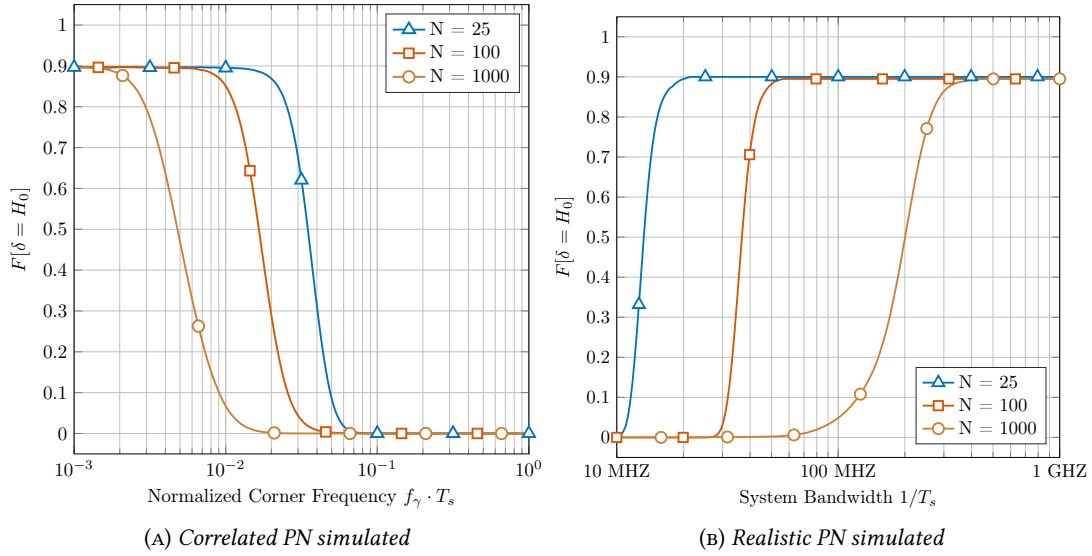 1
0.9
0.8
0.7
0.6
0.5
0.4
0.3
0.2
0.1
0
F[δ = H₀]
N = 25
N = 100
N = 1000
10⁻³
10⁻²
10⁻¹
10⁰
Normalized Corner Frequency f_γ · T_s
(A) Correlated PN simulated
1
0.9
0.8
0.7
0.6
0.5
0.4
0.3
0.2
0.1
0
F[δ = H₀]
N = 25
N = 100
N = 1000
10 MHZ
100 MHZ
1 GHZ
System Bandwidth 1/T_s
(B) Realistic PN simulated